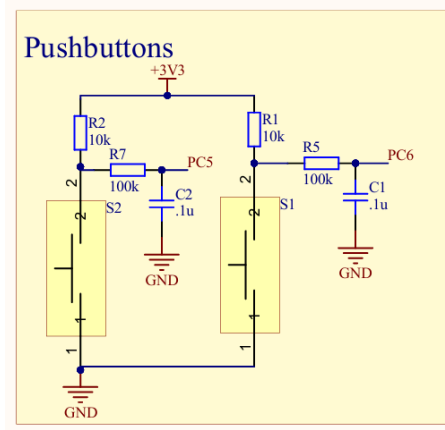 Pushbuttons
+3V3
R2
10k
R1
10k
R7
100k
PC5
R5
100k
PC6
2
2
S2
C2
.1u
2
2
S1
C1
.1u
GND
GND
1
1
1
1
GND